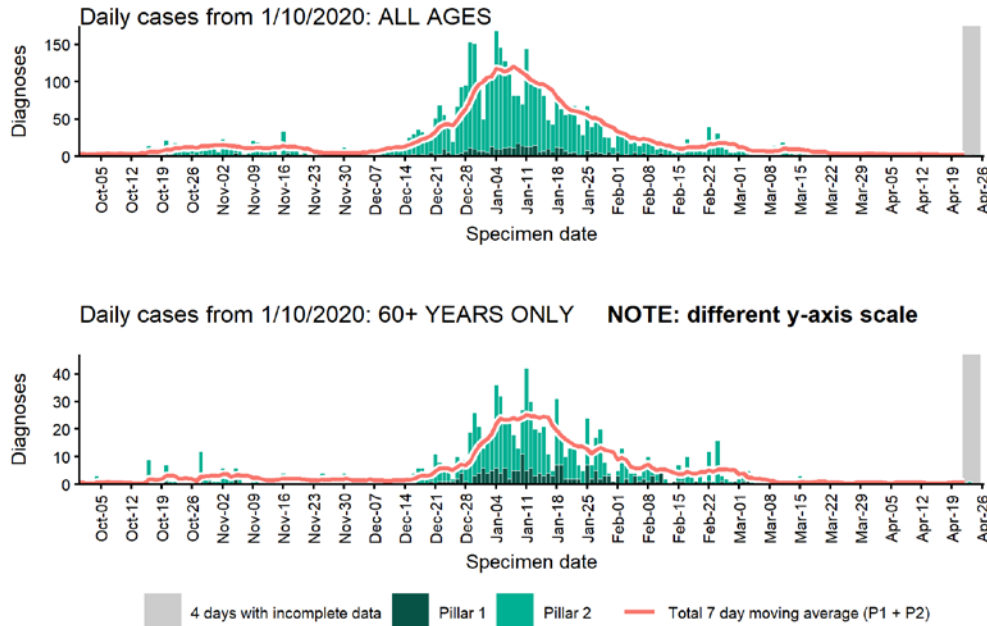 Daily cases from 1/10/2020: ALL AGES
Diagnoses
150
100
50
0
Oct-05 Oct-12 Oct-19 Oct-26 Nov-02 Nov-09 Nov-16 Nov-23 Nov-30 Dec-07 Dec-14 Dec-21 Dec-28 Jan-04 Jan-11 Jan-18 Jan-25 Feb-01 Feb-08 Feb-15 Feb-22 Mar-01 Mar-08 Mar-15 Mar-22 Mar-29 Apr-05 Apr-12 Apr-19 Apr-26
Specimen date
Daily cases from 1/10/2020: 60+ YEARS ONLY NOTE: different y-axis scale
Diagnoses
40
30
20
10
0
Oct-05 Oct-12 Oct-19 Oct-26 Nov-02 Nov-09 Nov-16 Nov-23 Nov-30 Dec-07 Dec-14 Dec-21 Dec-28 Jan-04 Jan-11 Jan-18 Jan-25 Feb-01 Feb-08 Feb-15 Feb-22 Mar-01 Mar-08 Mar-15 Mar-22 Mar-29 Apr-05 Apr-12 Apr-19 Apr-26
Specimen date
4 days with incomplete data Pillar 1 Pillar 2 Total 7 day moving average (P1 + P2)